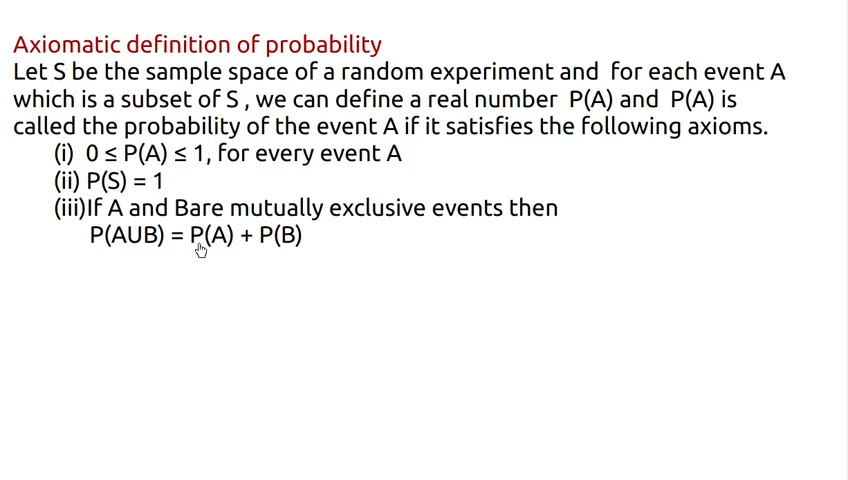 Axiomatic definition of probability
Let S be the sample space of a random experiment and for each event A
which is a subset of S , we can define a real number P(A) and P(A) is
called the probability of the event A if it satisfies the following axioms.
(i) 0 ≤ P(A) ≤ 1, for every event A
(ii) P(S) = 1
(iii)If A and Bare mutually exclusive events then
P(AUB) = P(A) + P(B)